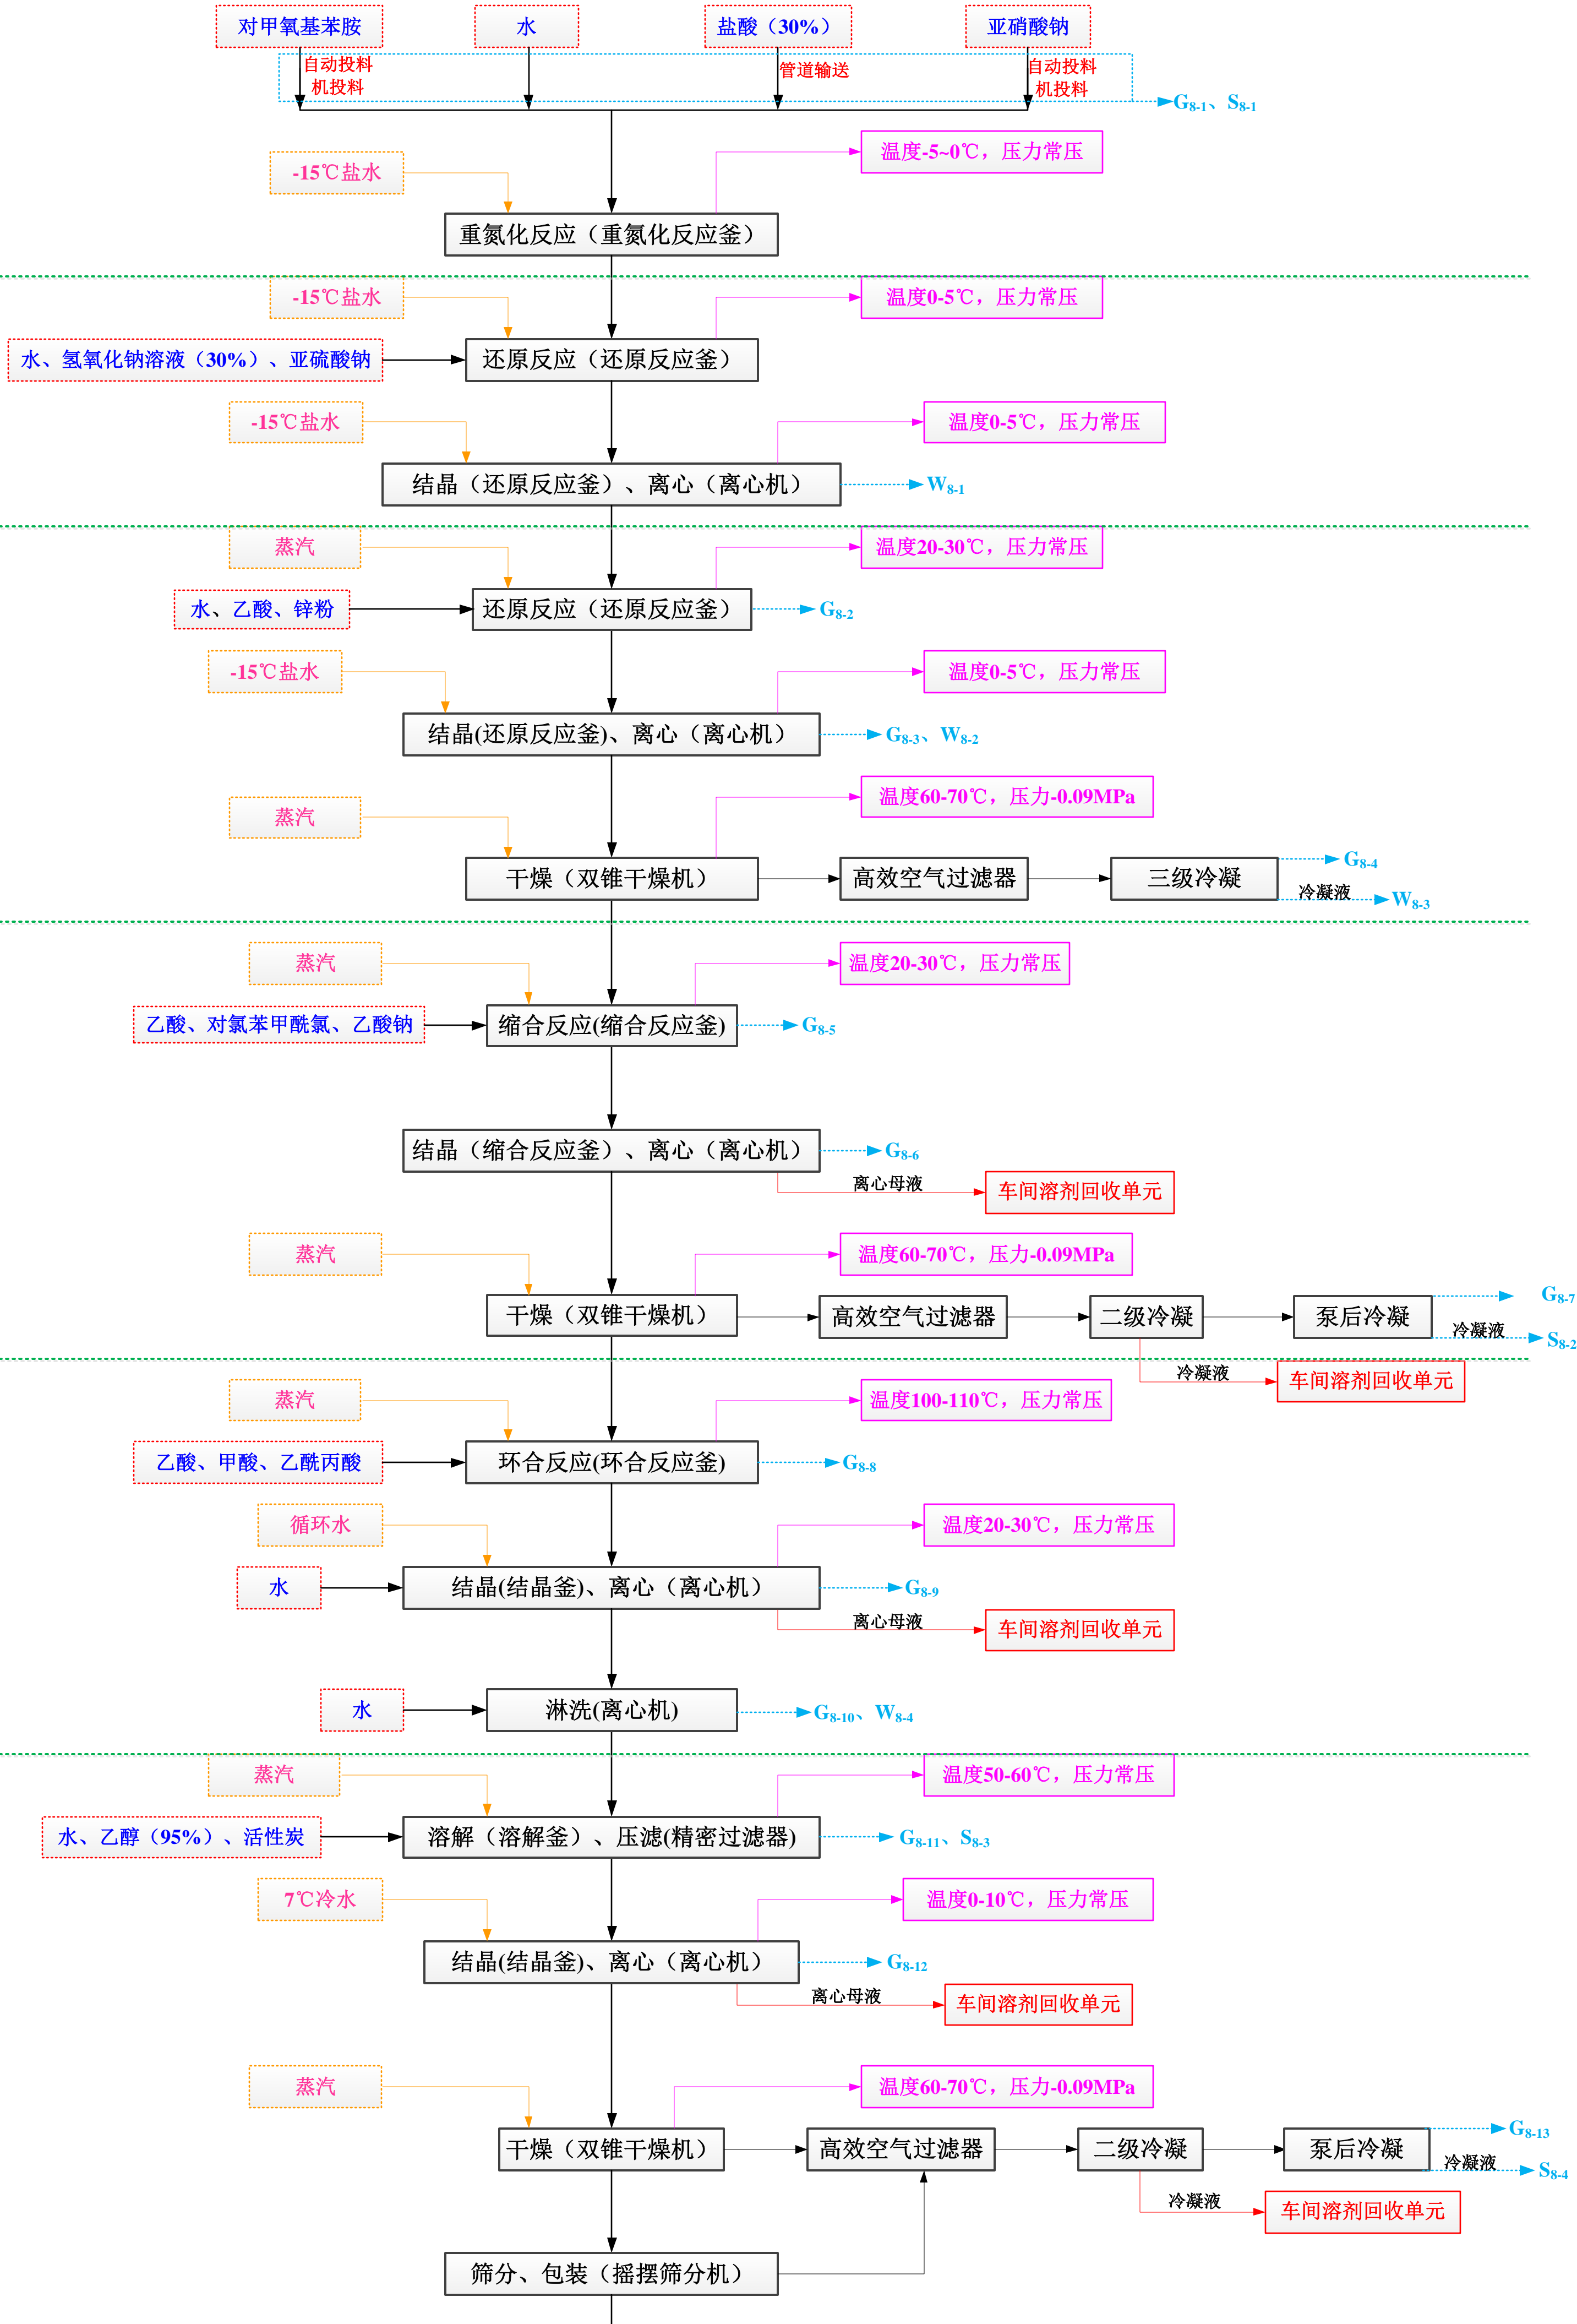 对甲氧基苯胺
水
盐酸（30%）
亚硝酸钠
自动投料
机投料
管道输送
自动投料
机投料
G8-1、S8-1
温度-5~0℃，压力常压
-15℃盐水
重氮化反应（重氮化反应釜）
-15℃盐水
温度0-5℃，压力常压
水、氢氧化钠溶液（30%）、亚硫酸钠
还原反应（还原反应釜）
-15℃盐水
温度0-5℃，压力常压
结晶（还原反应釜）、离心（离心机）
W8-1
蒸汽
温度20-30℃，压力常压
水、乙酸、锌粉
还原反应（还原反应釜）
G8-2
-15℃盐水
温度0-5℃，压力常压
结晶(还原反应釜)、离心（离心机）
G8-3、W8-2
蒸汽
温度60-70℃，压力-0.09MPa
干燥（双锥干燥机）
高效空气过滤器
三级冷凝
G8-4
冷凝液
W8-3
蒸汽
温度20-30℃，压力常压
乙酸、对氯苯甲酰氯、乙酸钠
缩合反应(缩合反应釜)
G8-5
结晶（缩合反应釜）、离心（离心机）
G8-6
离心母液
车间溶剂回收单元
蒸汽
温度60-70℃，压力-0.09MPa
干燥（双锥干燥机）
高效空气过滤器
二级冷凝
泵后冷凝
G8-7
冷凝液
S8-2
冷凝液
车间溶剂回收单元
蒸汽
温度100-110℃，压力常压
乙酸、甲酸、乙酰丙酸
环合反应(环合反应釜)
G8-8
循环水
温度20-30℃，压力常压
水
结晶(结晶釜)、离心（离心机）
G8-9
离心母液
车间溶剂回收单元
水
淋洗(离心机)
G8-10、W8-4
蒸汽
温度50-60℃，压力常压
水、乙醇（95%）、活性炭
溶解（溶解釜）、压滤(精密过滤器)
G8-11、S8-3
7℃冷水
温度0-10℃，压力常压
结晶(结晶釜)、离心（离心机）
G8-12
离心母液
车间溶剂回收单元
蒸汽
温度60-70℃，压力-0.09MPa
干燥（双锥干燥机）
高效空气过滤器
二级冷凝
泵后冷凝
G8-13
冷凝液
S8-4
冷凝液
车间溶剂回收单元
筛分、包装（摇摆筛分机）